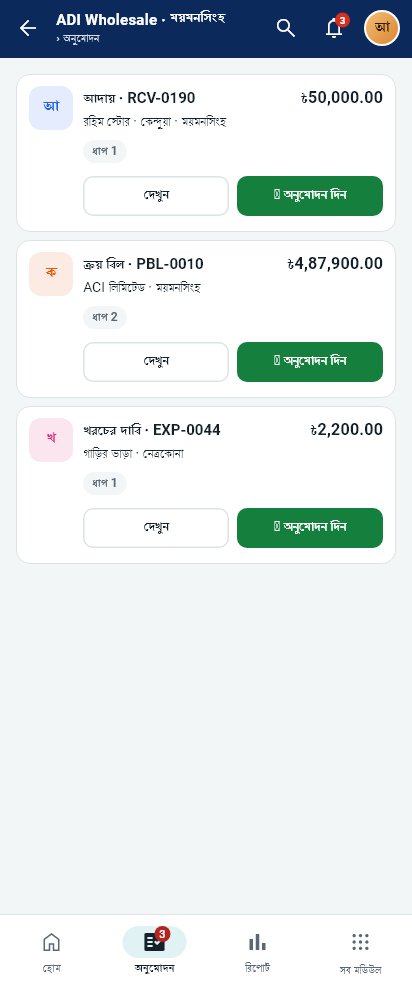 ADI Wholesale · ময়মনসিংহ
› অনুমোদন
3
আ
আ
আদায় · RCV-0190
৳50,000.00
রহিম স্টোর · কেন্দুয়া · ময়মনসিংহ
ধাপ 1
দেখুন
অনুমোদন দিন
ক
ক্রয় বিল · PBL-0010
৳4,87,900.00
ACI লিমিটেড · ময়মনসিংহ
ধাপ 2
দেখুন
অনুমোদন দিন
খ
খরচের দাবি · EXP-0044
৳2,200.00
গাড়ির ভাড়া · নেত্রকোনা
ধাপ 1
দেখুন
অনুমোদন দিন
3
হোম
অনুমোদন
রিপোর্ট
সব মডিউল